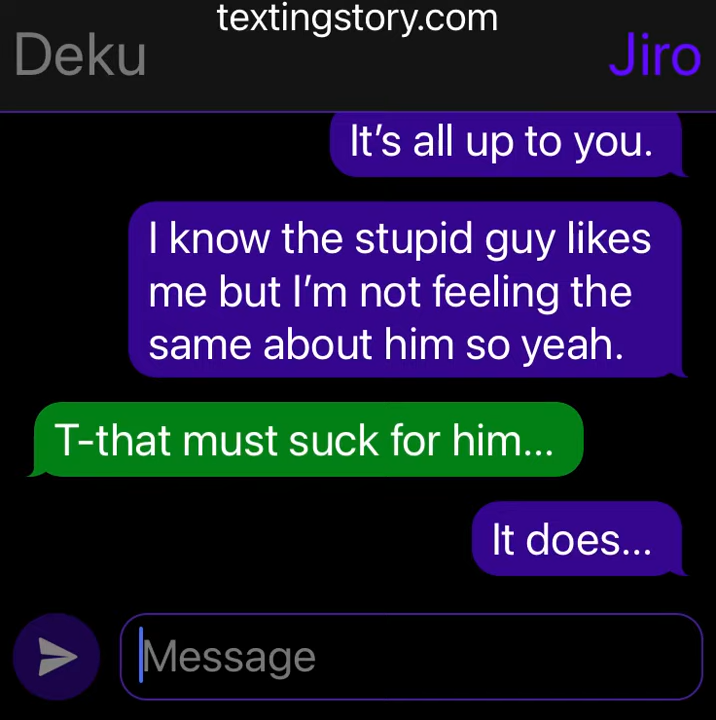 textingstory.com
Deku
Jiro
It’s all up to you.
I know the stupid guy likes
me but I’m not feeling the
same about him so yeah.
T-that must suck for him...
It does...
Message